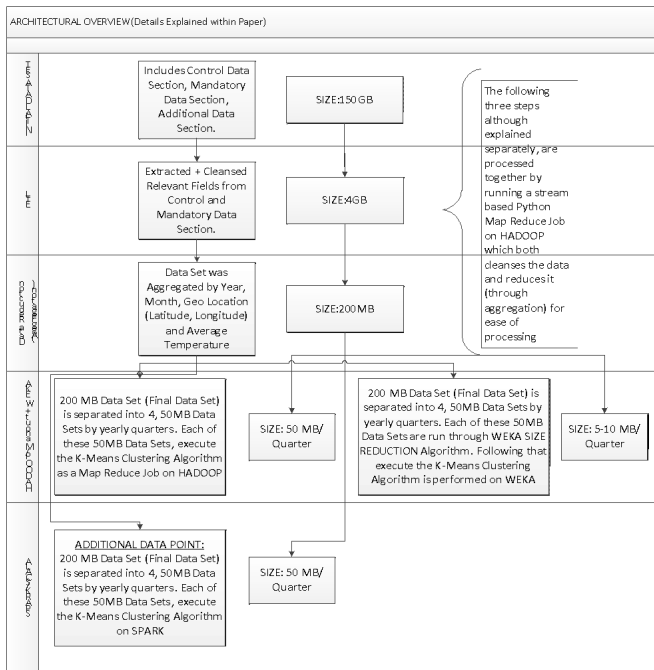 ARCHITECTURAL OVERVIEW(Details Explained within Paper)
Includes Control Data
Section, Mandatory
Data Section,
Additional Data
Section.
SIZE:150GB
The following
three steps
although
explained
separately, are
processed
together by
running a stream
based Python
Map Reduce Job
on HADOOP
which both
cleanses the data
and reduces it
(through
aggregation) for
ease of
processing
Extracted + Cleansed
Relevant Fields from
Control and
Mandatory Data
Section.
SIZE:4GB
Data Set was
Aggregated by Year,
Month, Geo Location
(Latitude, Longitude)
and Average
Temperature
SIZE:200MB
200 MB Data Set (Final Data Set)
is separated into 4, 50MB Data
Sets by yearly quarters. Each of
these 50MB Data Sets, execute
the K-Means Clustering Algorithm
as a Map Reduce Job on HADOOP
SIZE: 50 MB/
Quarter
200 MB Data Set (Final Data Set) is
separated into 4, 50MB Data Sets by
yearly quarters. Each of these 50MB
Data Sets are run through WEKA SIZE
REDUCTION Algorithm. Following that
execute the K-Means Clustering
Algorithm is performed on WEKA
SIZE: 5-10 MB/
Quarter
ADDITIONAL DATA POINT:
200 MB Data Set (Final Data Set)
is separated into 4, 50MB Data
Sets by yearly quarters. Each of
these 50MB Data Sets, execute
the K-Means Clustering Algorithm
on SPARK
SIZE: 50 MB/
Quarter